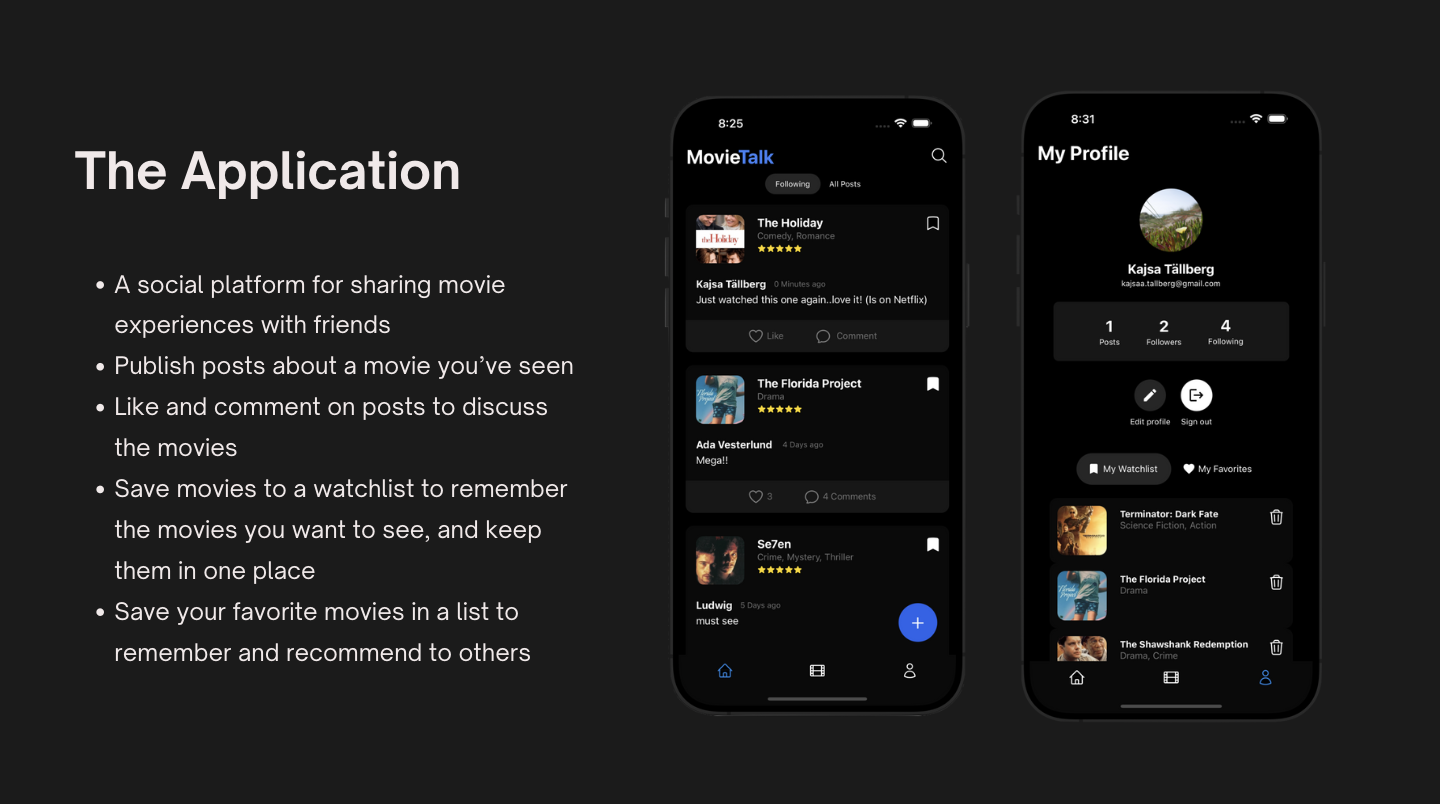 The Application
• A social platform for sharing movie
experiences with friends
• Publish posts about a movie you’ve seen
• Like and comment on posts to discuss
the movies
• Save movies to a watchlist to remember
the movies you want to see, and keep
them in one place
• Save your favorite movies in a list to
remember and recommend to others
8:25
MovieTalk
Following All Posts
The Holiday
Comedy, Romance
the Holiday
Kajsa Tällberg 0 Minutes ago
Just watched this one again..love it! (Is on Netflix)
Like Comment
The Florida Project
Drama
Florida
Project
Ada Vesterlund 4 Days ago
Mega!!
3 4 Comments
Se7en
Crime, Mystery, Thriller
Ludwig 5 Days ago
must see
8:31
My Profile
Kajsa Tällberg
kajsaa.tallberg@gmail.com
1 2 4
Posts Followers Following
Edit profile Sign out
My Watchlist My Favorites
Terminator: Dark Fate
Science Fiction, Action
The Florida Project
Drama
Florida
Project
The Shawshank Redemption
Drama, Crime